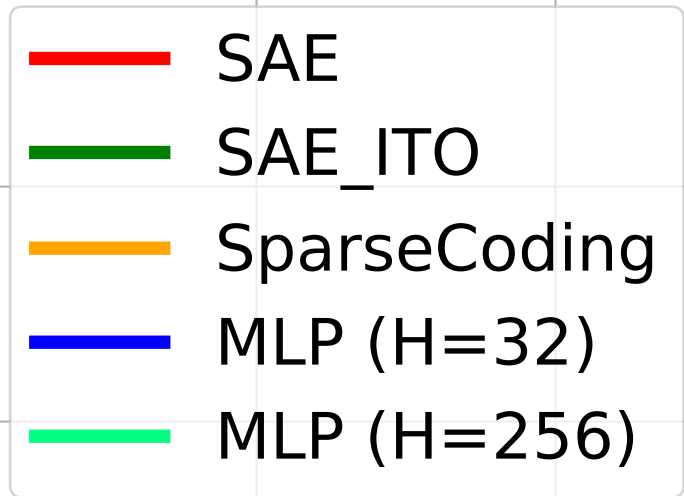 SAE
SAE_ITO
SparseCoding
MLP (H=32)
MLP (H=256)